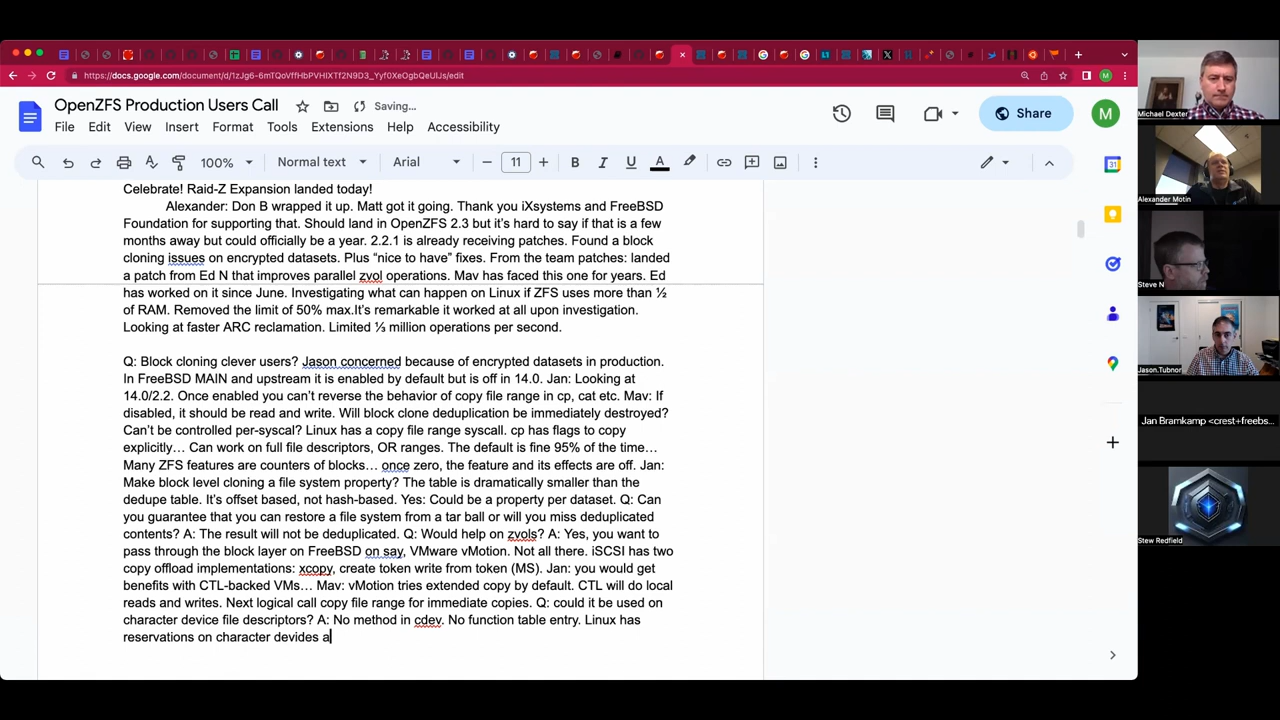 https://docs.google.com/document/d/1zJg6-6mTQoVffHbPVHIXTf2N9D3_Yyf0XeOgbQeUIJs/edit
OpenZFS Production Users Call
Saving...
File Edit View Insert Format Tools Extensions Help Accessibility
Share
M
100% Normal text Arial 11 B I U A
Celebrate! Raid-Z Expansion landed today!
Alexander: Don B wrapped it up. Matt got it going. Thank you iXsystems and FreeBSD
Foundation for supporting that. Should land in OpenZFS 2.3 but it's hard to say if that is a few
months away but could officially be a year. 2.2.1 is already receiving patches. Found a block
cloning issues on encrypted datasets. Plus “nice to have” fixes. From the team patches: landed
a patch from Ed N that improves parallel zvol operations. Mav has faced this one for years. Ed
has worked on it since June. Investigating what can happen on Linux if ZFS uses more than ½
of RAM. Removed the limit of 50% max.It's remarkable it worked at all upon investigation.
Looking at faster ARC reclamation. Limited ⅓ million operations per second.
Q: Block cloning clever users? Jason concerned because of encrypted datasets in production.
In FreeBSD MAIN and upstream it is enabled by default but is off in 14.0. Jan: Looking at
14.0/2.2. Once enabled you can't reverse the behavior of copy file range in cp, cat etc. Mav: If
disabled, it should be read and write. Will block clone deduplication be immediately destroyed?
Can't be controlled per-syscal? Linux has a copy file range syscall. cp has flags to copy
explicitly… Can work on full file descriptors, OR ranges. The default is fine 95% of the time…
Many ZFS features are counters of blocks… once zero, the feature and its effects are off. Jan:
Make block level cloning a file system property? The table is dramatically smaller than the
dedupe table. It's offset based, not hash-based. Yes: Could be a property per dataset. Q: Can
you guarantee that you can restore a file system from a tar ball or will you miss deduplicated
contents? A: The result will not be deduplicated. Q: Would help on zvols? A: Yes, you want to
pass through the block layer on FreeBSD on say, VMware vMotion. Not all there. iSCSI has two
copy offload implementations: xcopy, create token write from token (MS). Jan: you would get
benefits with CTL-backed VMs… Mav: vMotion tries extended copy by default. CTL will do local
reads and writes. Next logical call copy file range for immediate copies. Q: could it be used on
character device file descriptors? A: No method in cdev. No function table entry. Linux has
reservations on character devides a
Michael Dexter
Alexander Motin
Steve N
Jason.Tubnor
Jan Bramkamp <crest+freebs...
Stew Redfield